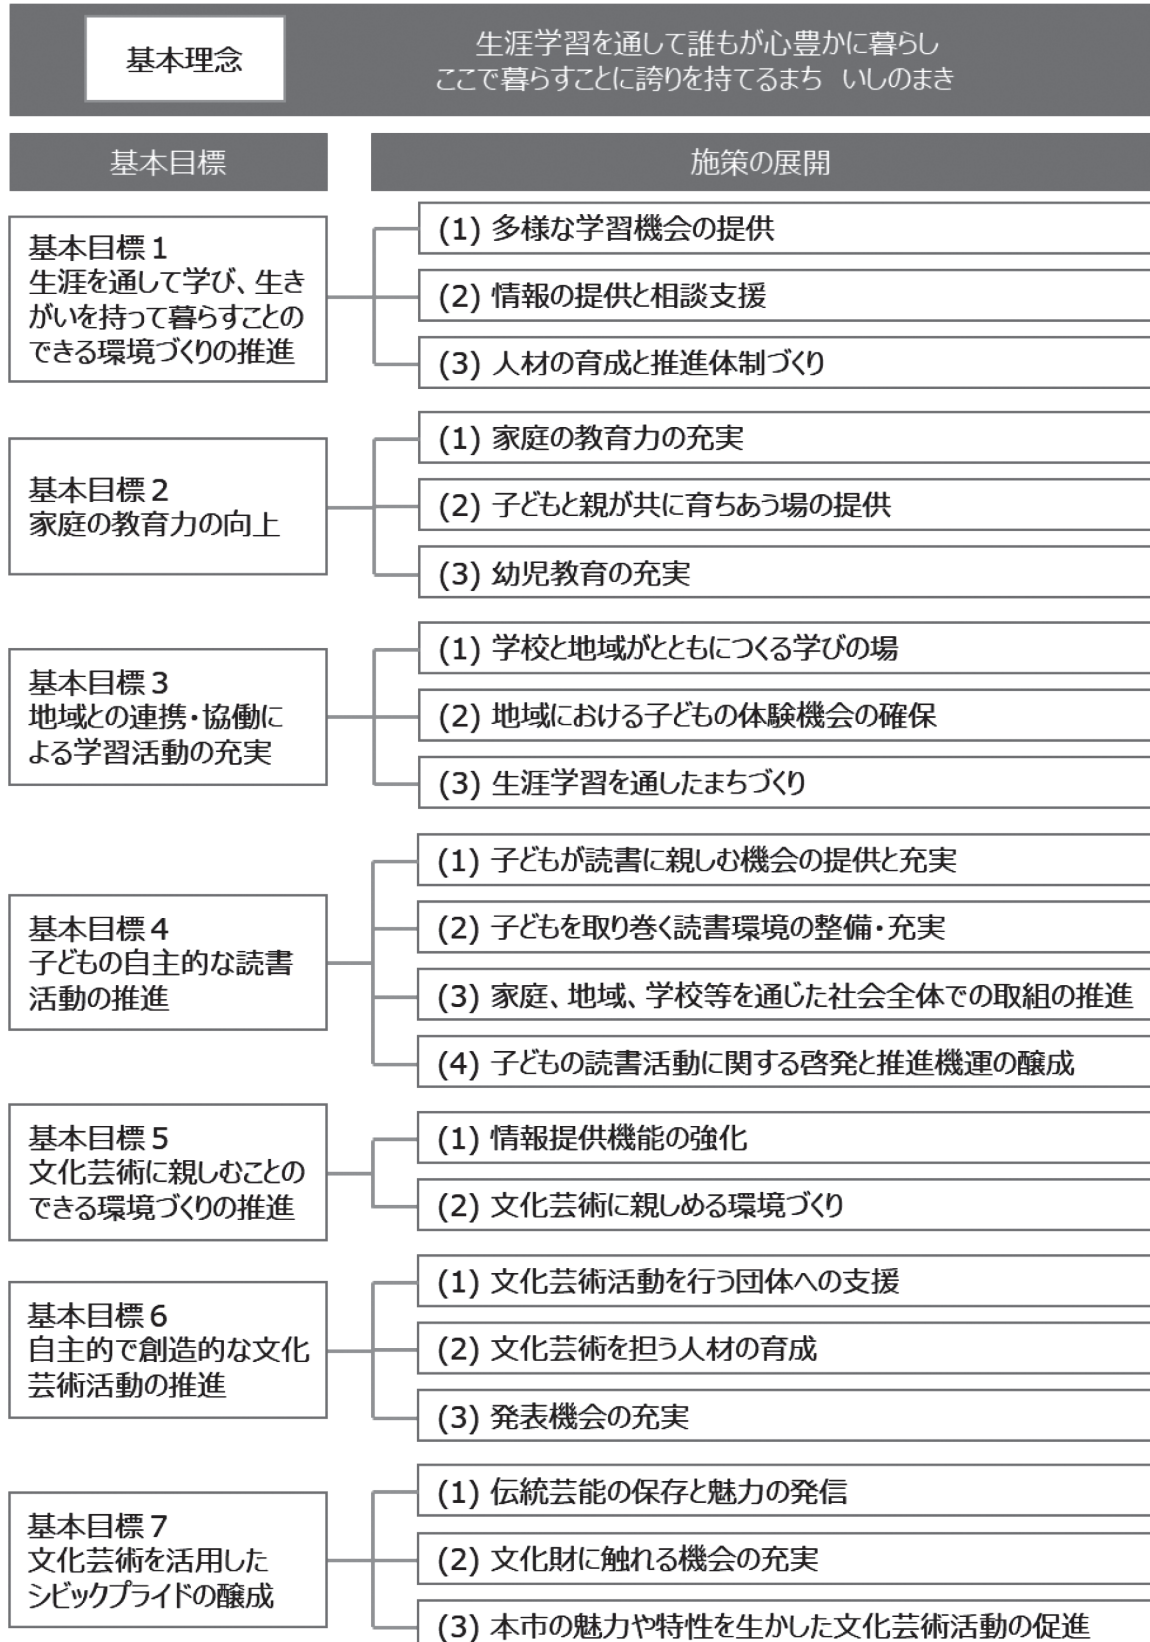 基本理念
生涯学習を通して誰もが心豊かに暮らし
ここで暮らすことに誇りを持てるまち　いしのまき
基本目標
施策の展開
基本目標１
生涯を通して学び、生き
がいを持って暮らすことの
できる環境づくりの推進
(1) 多様な学習機会の提供
(2) 情報の提供と相談支援
(3) 人材の育成と推進体制づくり
基本目標２
家庭の教育力の向上
(1) 家庭の教育力の充実
(2) 子どもと親が共に育ちあう場の提供
(3) 幼児教育の充実
基本目標３
地域との連携・協働に
よる学習活動の充実
(1) 学校と地域がとともにつくる学びの場
(2) 地域における子どもの体験機会の確保
(3) 生涯学習を通したまちづくり
基本目標４
子どもの自主的な読書
活動の推進
(1) 子どもが読書に親しむ機会の提供と充実
(2) 子どもを取り巻く読書環境の整備・充実
(3) 家庭、地域、学校等を通じた社会全体での取組の推進
(4) 子どもの読書活動に関する啓発と推進機運の醸成
基本目標５
文化芸術に親しむことの
できる環境づくりの推進
(1) 情報提供機能の強化
(2) 文化芸術に親しめる環境づくり
基本目標６
自主的で創造的な文化
芸術活動の推進
(1) 文化芸術活動を行う団体への支援
(2) 文化芸術を担う人材の育成
(3) 発表機会の充実
基本目標７
文化芸術を活用した
シビックプライドの醸成
(1) 伝統芸能の保存と魅力の発信
(2) 文化財に触れる機会の充実
(3) 本市の魅力や特性を生かした文化芸術活動の促進